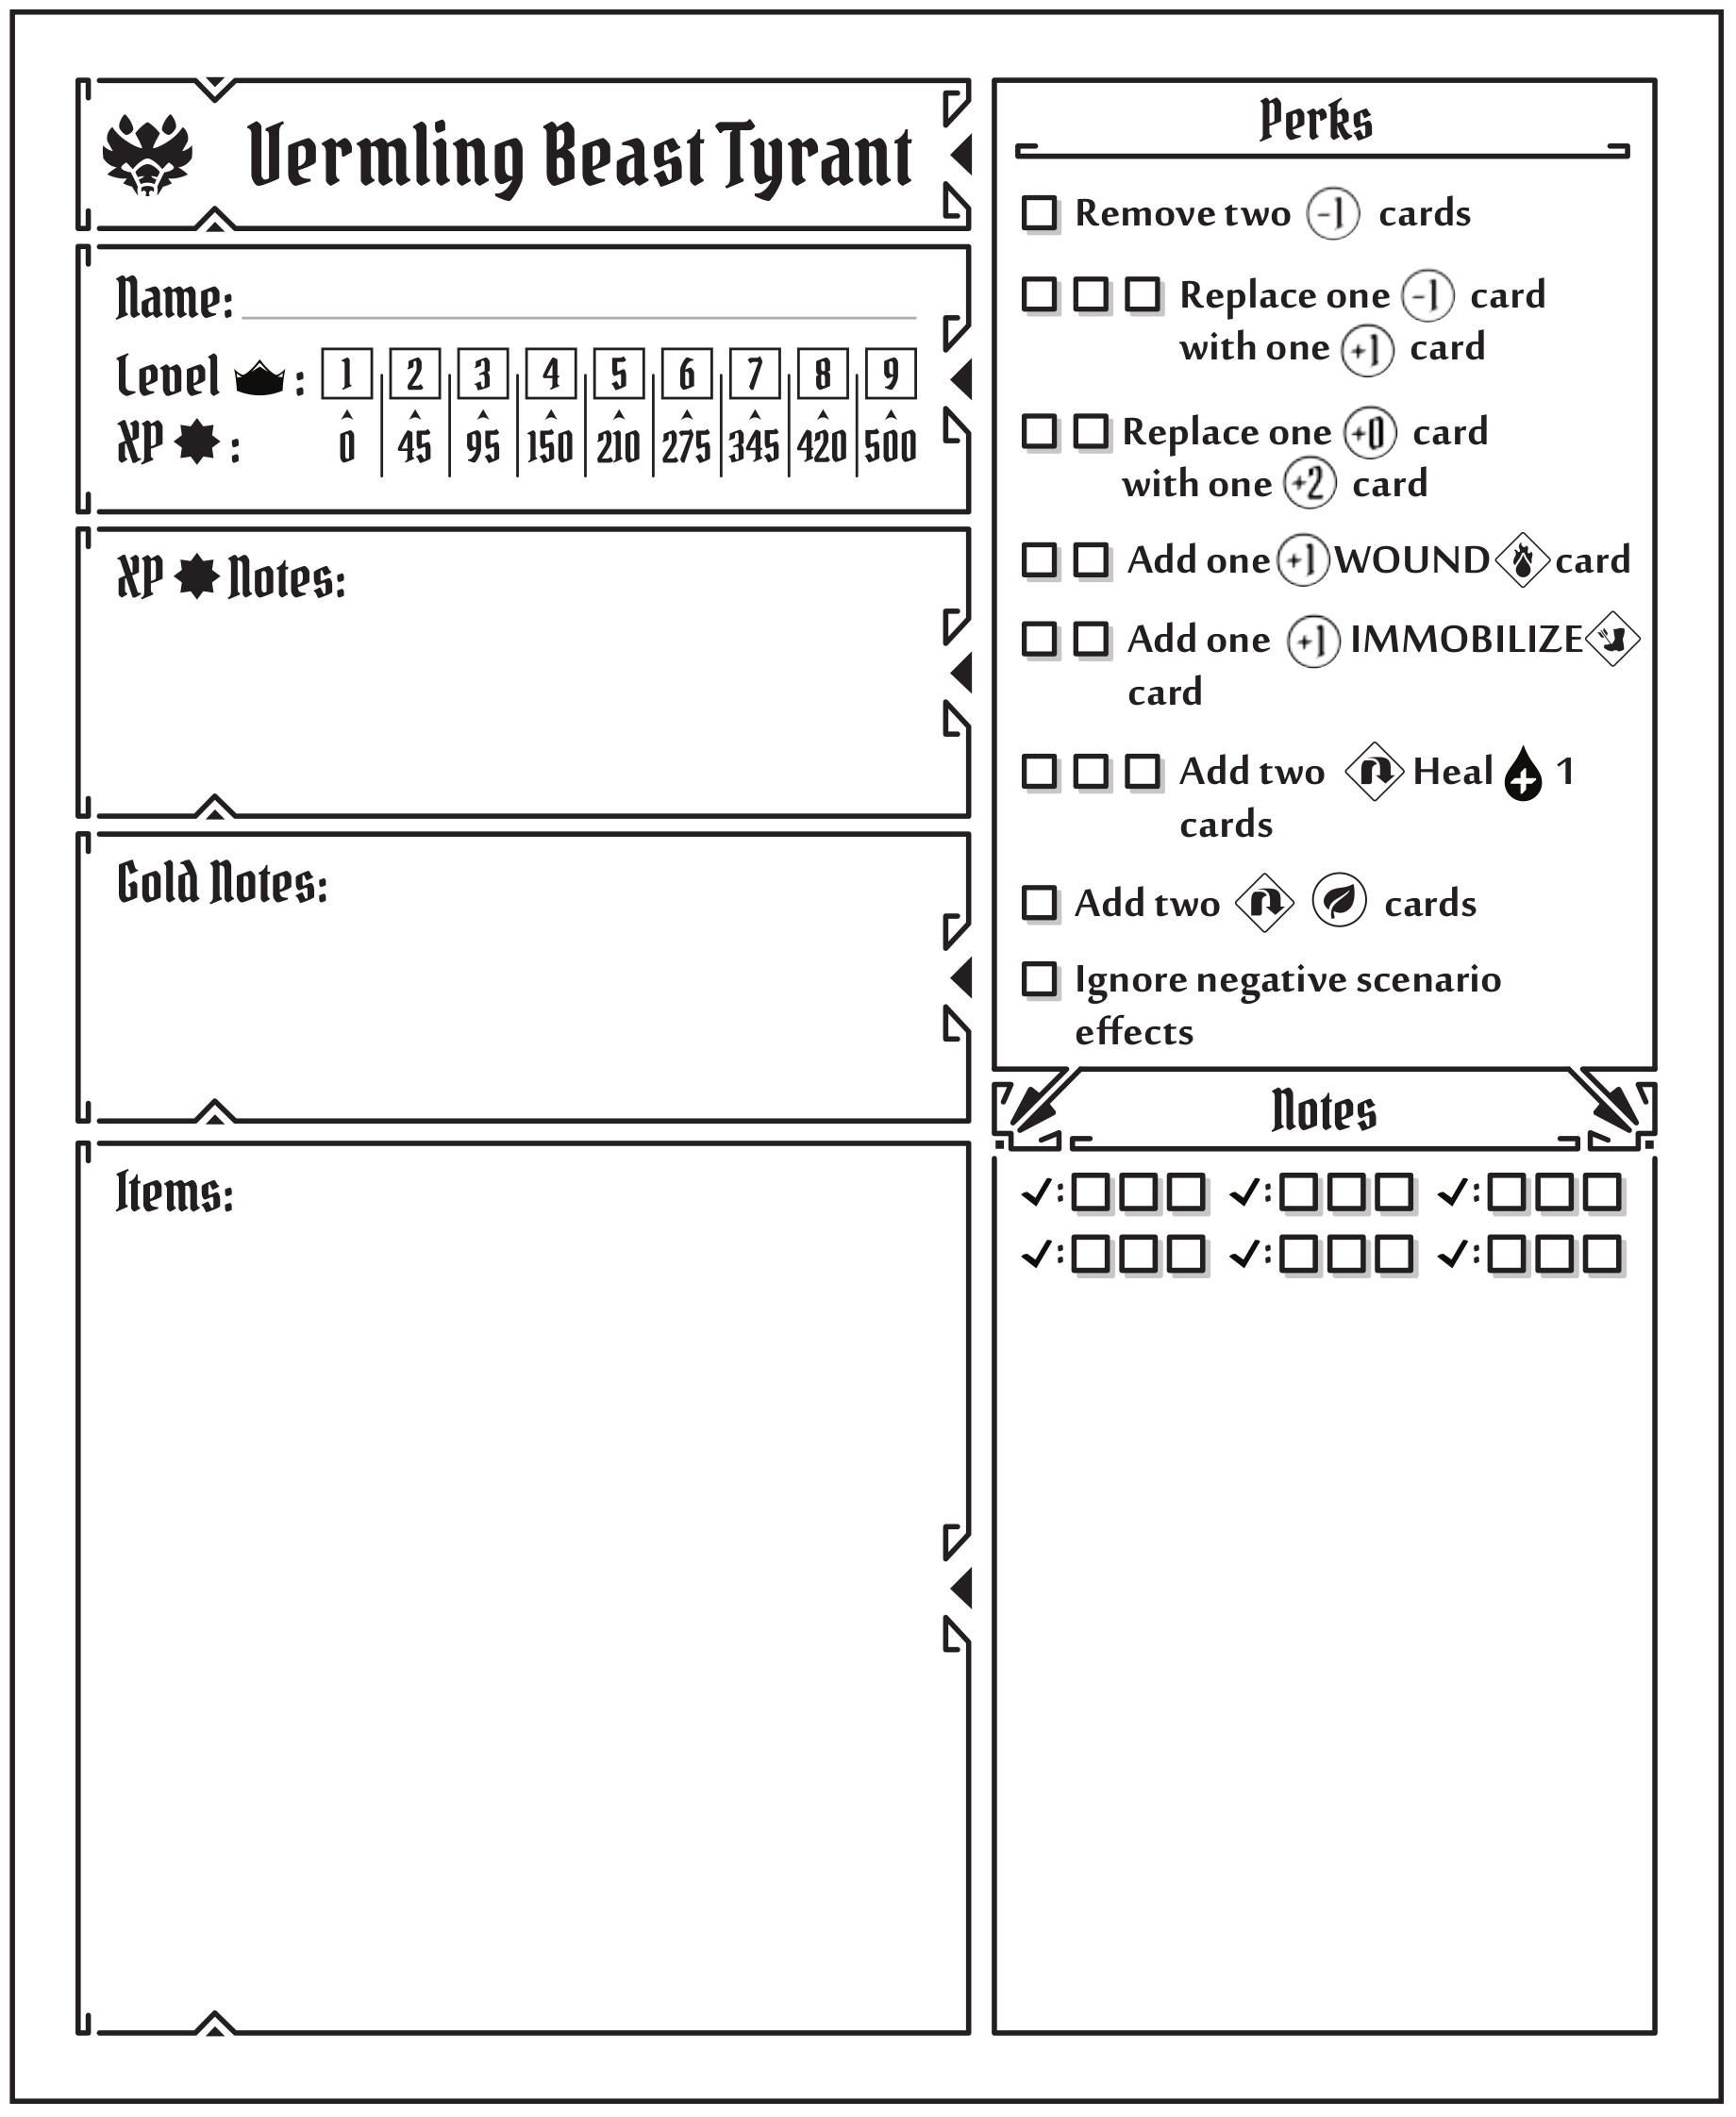 Vermling Beast Tyrant
Name:
Level : 1 2 3 4 5 6 7 8 9
XP : 0 45 95 150 210 275 345 420 500
XP Notes:
Gold Notes:
Items:
Perks
Remove two -1 cards
Replace one -1 card
with one +1 card
Replace one +0 card
with one +2 card
Add one +1 WOUND card
Add one +1 IMMOBILIZE
card
Add two Heal 1
cards
Add two cards
Ignore negative scenario
effects
Notes
: : :
: : :